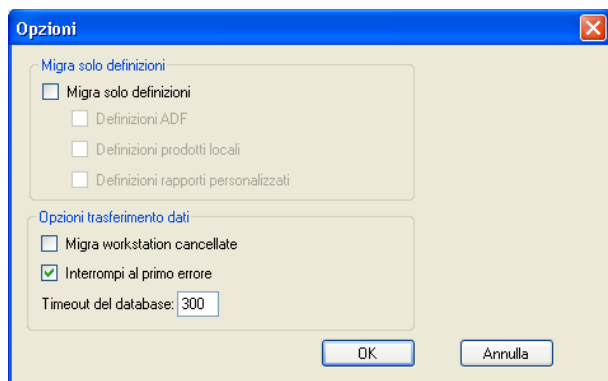 Opzioni
Migra solo definizioni
Migra solo definizioni
Definizioni ADF
Definizioni prodotti locali
Definizioni rapporti personalizzati
Opzioni trasferimento dati
Migra workstation cancellate
Interrompi al primo errore
Timeout del database: 300
OK Annulla